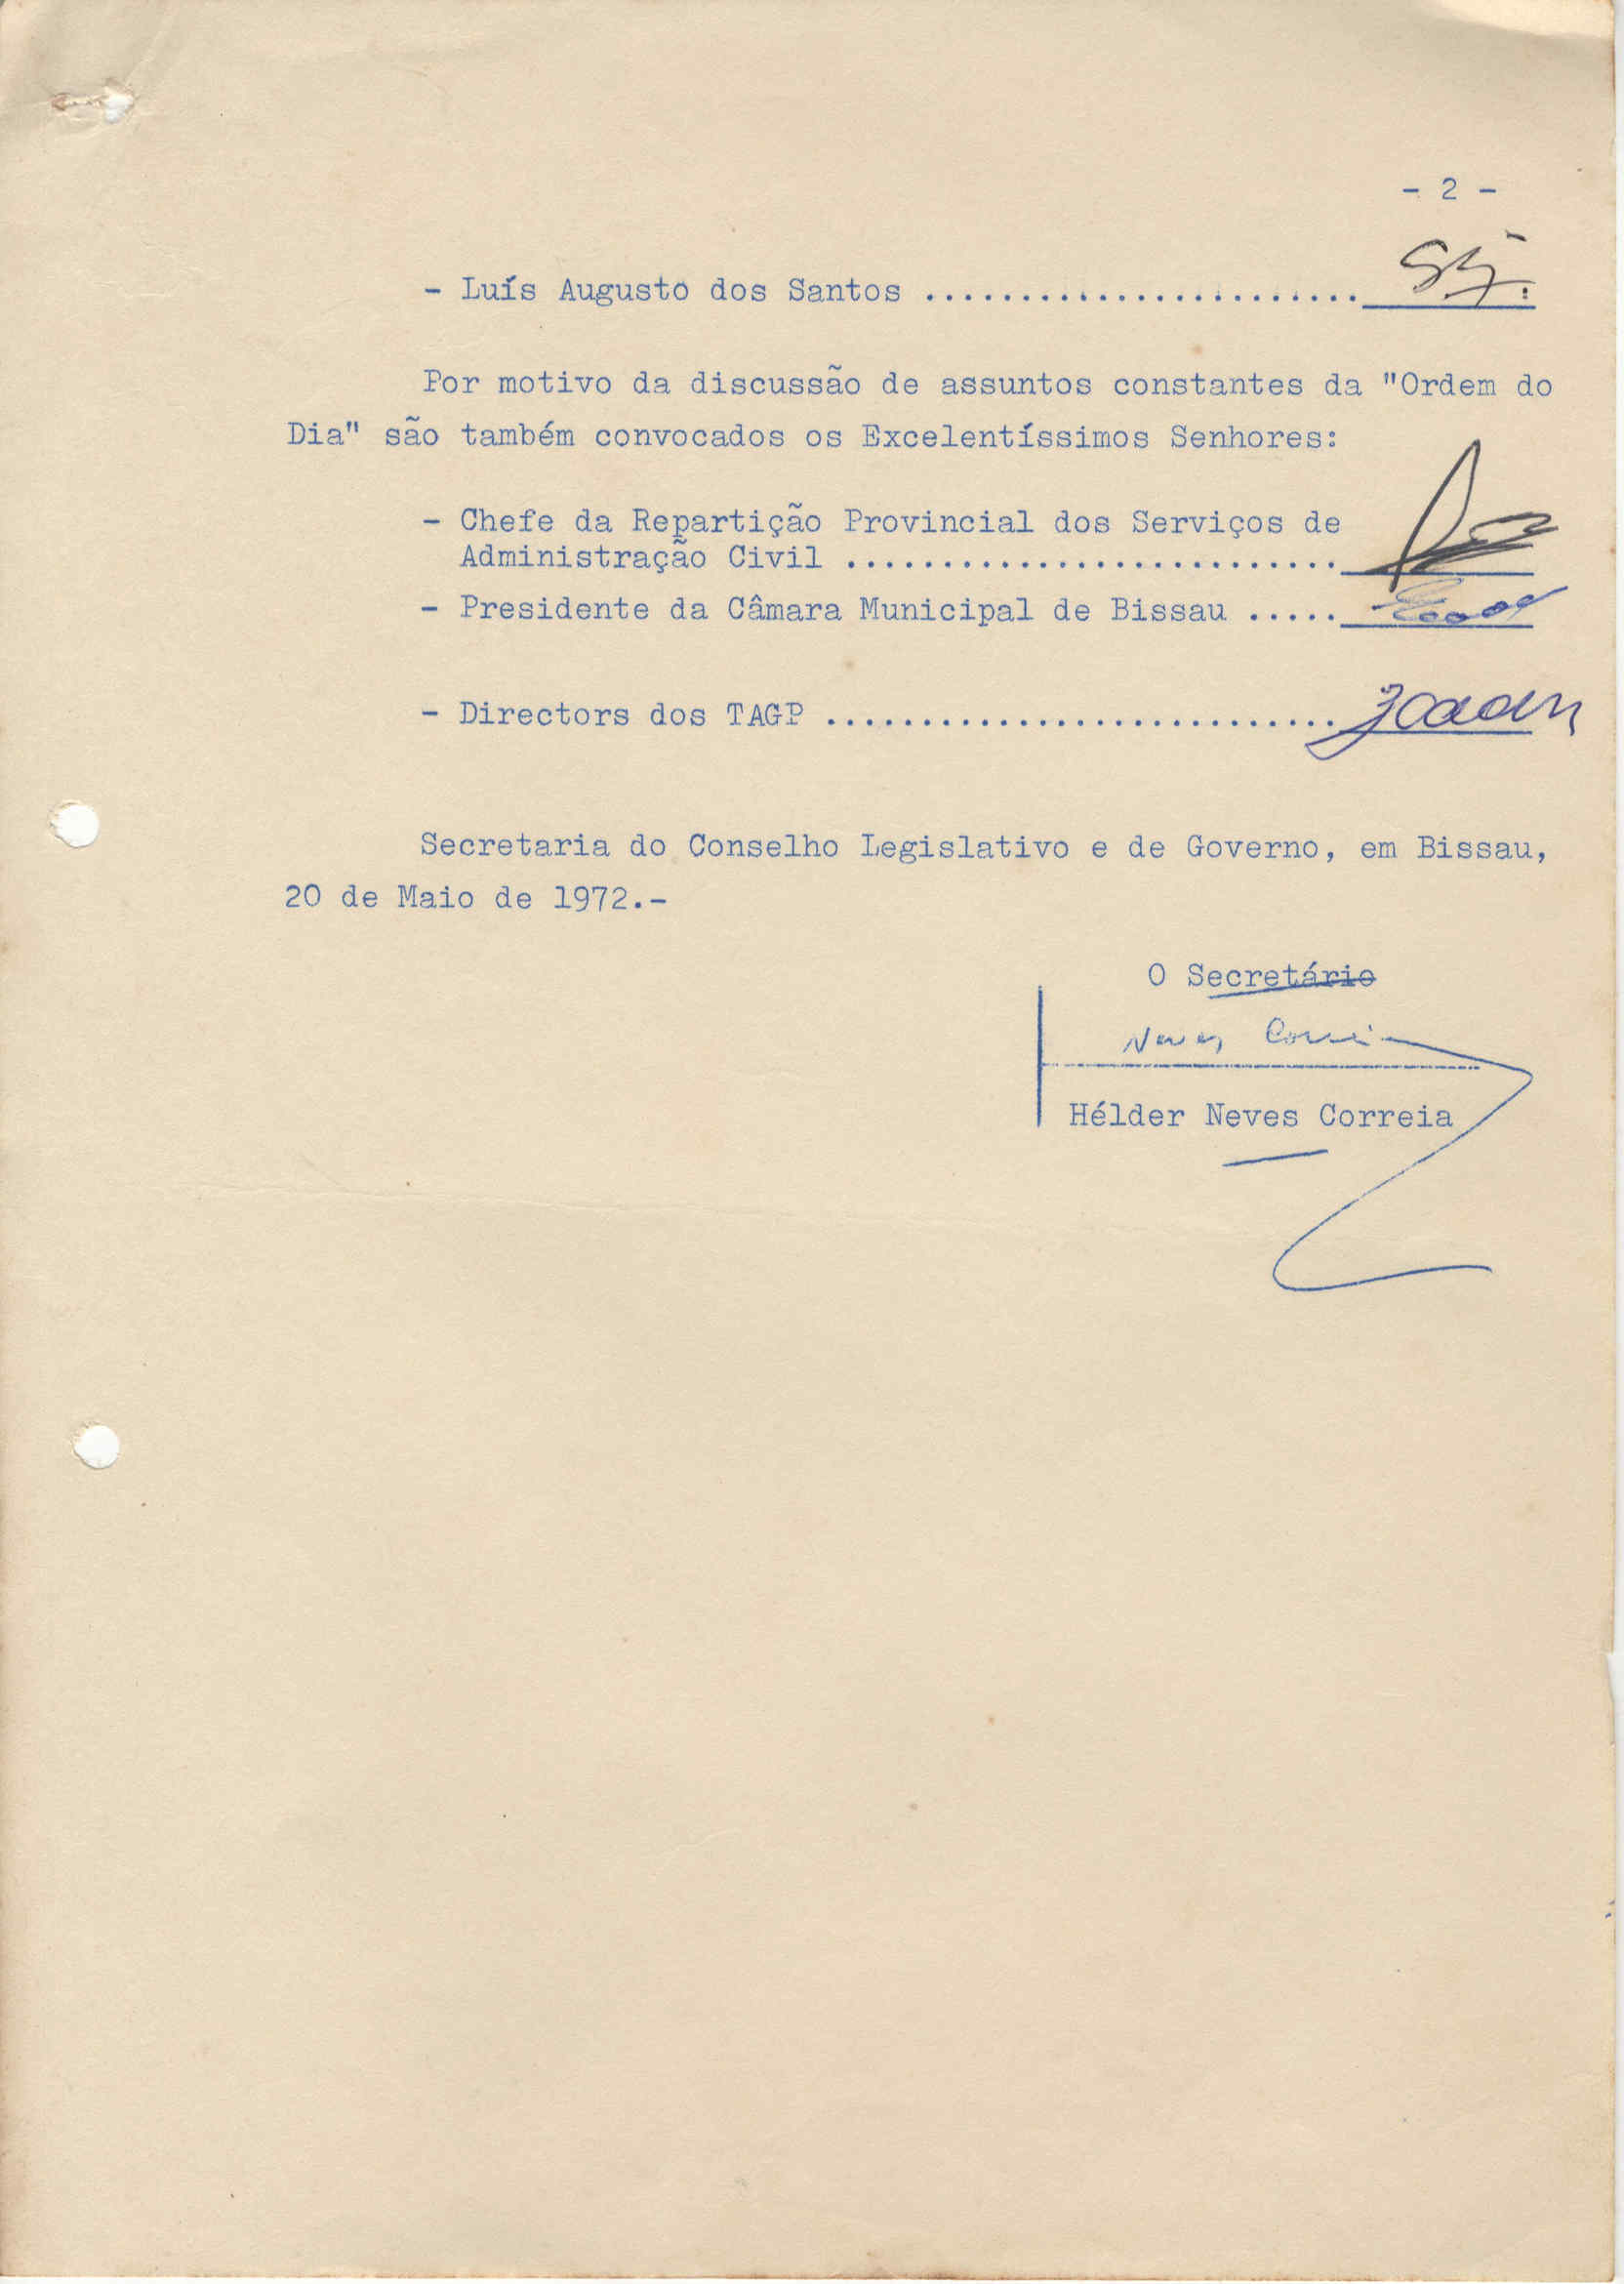 - 2 -
- Luís Augusto dos Santos .......................
Por motivo da discussão de assuntos constantes da "Ordem do
Dia" são também convocados os Excelentíssimos Senhores:
- Chefe da Repartição Provincial dos Serviços de
Administração Civil ..........................
- Presidente da Câmara Municipal de Bissau .....
- Directors dos TAGP ...........................
Secretaria do Conselho Legislativo e de Governo, em Bissau,
20 de Maio de 1972.-
O Secretário
Neves Correia
Hélder Neves Correia